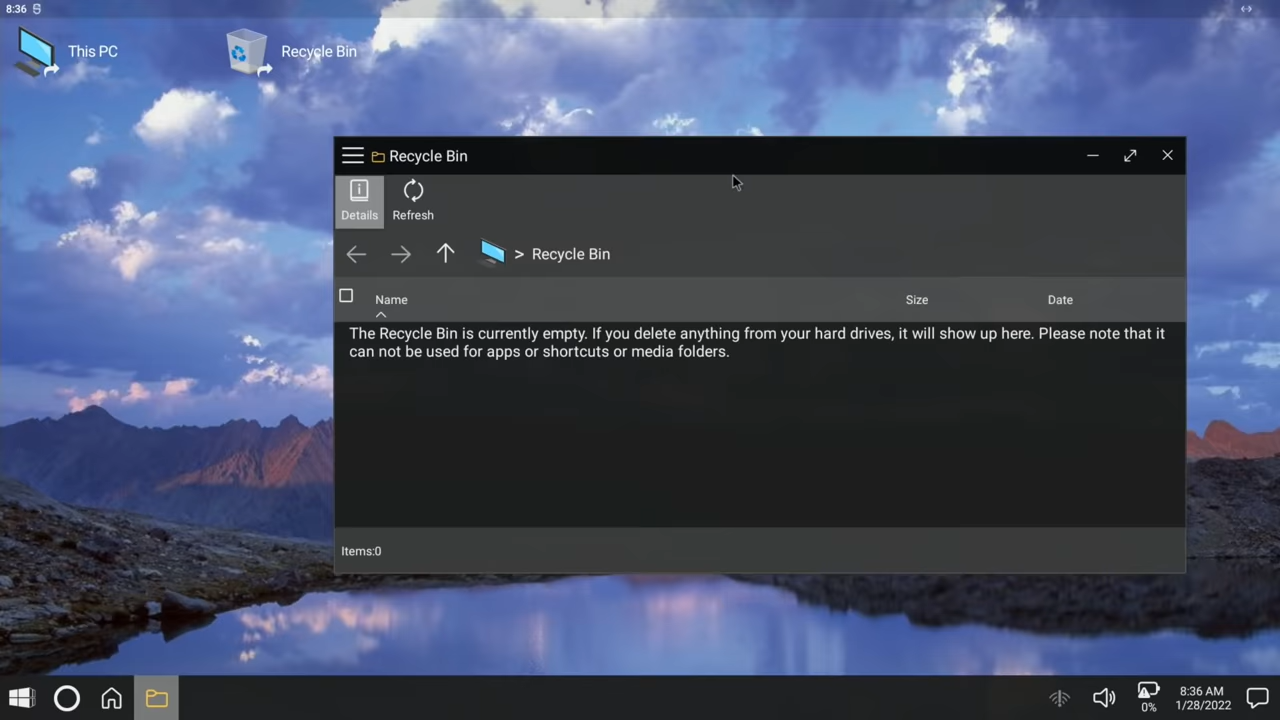 8:36
This PC
Recycle Bin
Recycle Bin
Details
Refresh
> Recycle Bin
Name
Size
Date
The Recycle Bin is currently empty. If you delete anything from your hard drives, it will show up here. Please note that it
can not be used for apps or shortcuts or media folders.
Items:0
0%
8:36 AM
1/28/2022